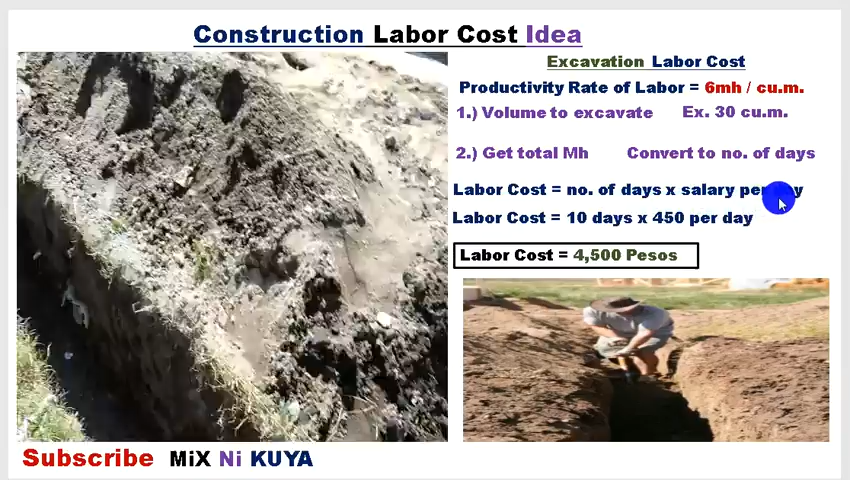 Construction Labor Cost Idea
Excavation Labor Cost
Productivity Rate of Labor = 6mh / cu.m.
1.) Volume to excavate Ex. 30 cu.m.
2.) Get total Mh Convert to no. of days
Labor Cost = no. of days x salary per day
Labor Cost = 10 days x 450 per day
Labor Cost = 4,500 Pesos
Subscribe MiX Ni KUYA